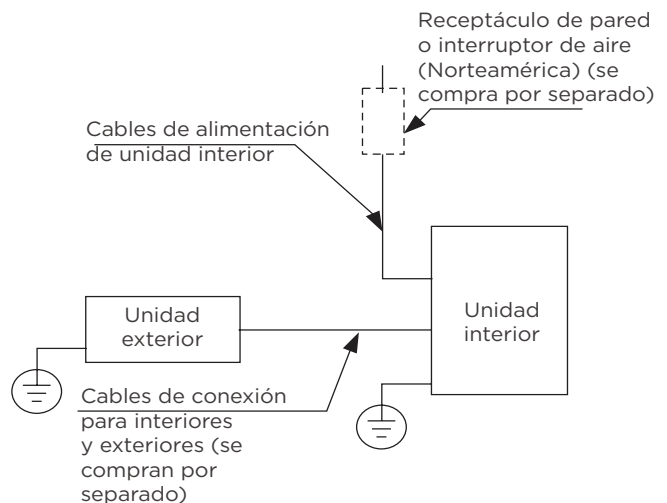 Receptáculo de pared
o interruptor de aire
(Norteamérica) (se
compra por separado)
Cables de alimentación
de unidad interior
Unidad
exterior
Unidad
interior
Cables de conexión
para interiores
y exteriores (se
compran por
separado)